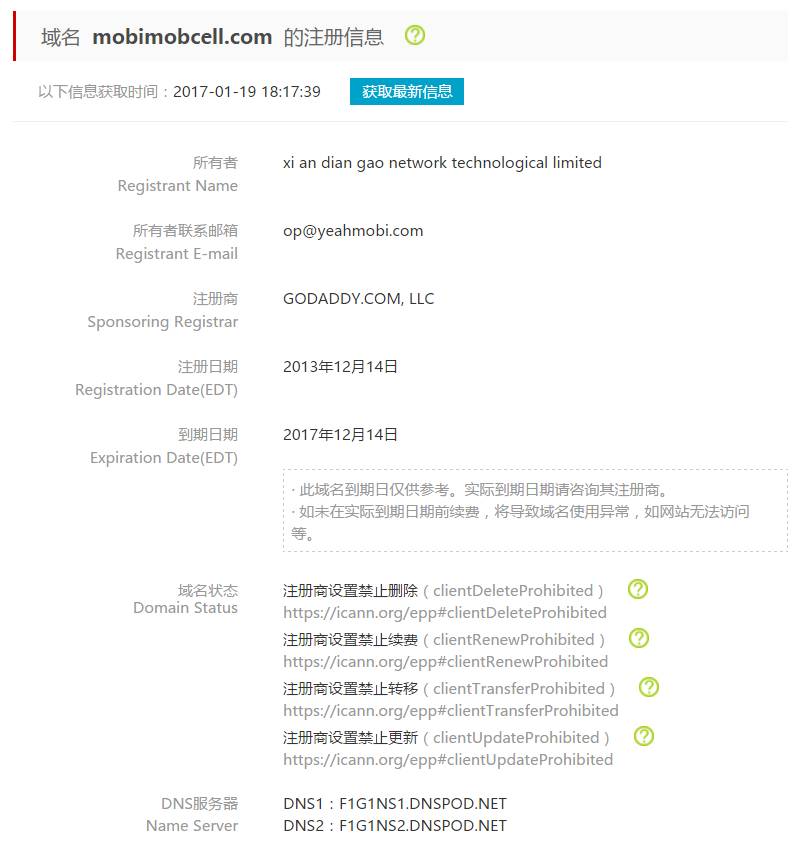 域名 mobimobcell.com 的注册信息 ?
以下信息获取时间：2017-01-19 18:17:39 获取最新信息
所有者 xi an dian gao network technological limited
Registrant Name
所有者联系邮箱 op@yeahmobi.com
Registrant E-mail
注册商 GODADDY.COM, LLC
Sponsoring Registrar
注册日期 2013年12月14日
Registration Date(EDT)
到期日期 2017年12月14日
Expiration Date(EDT)
· 此域名到期日仅供参考。实际到期日期请咨询其注册商。
· 如未在实际到期日期前续费，将导致域名使用异常，如网站无法访问
等。
域名状态 注册商设置禁止删除（clientDeleteProhibited） ?
Domain Status https://icann.org/epp#clientDeleteProhibited
注册商设置禁止续费（clientRenewProhibited） ?
https://icann.org/epp#clientRenewProhibited
注册商设置禁止转移（clientTransferProhibited） ?
https://icann.org/epp#clientTransferProhibited
注册商设置禁止更新（clientUpdateProhibited） ?
https://icann.org/epp#clientUpdateProhibited
DNS服务器 DNS1：F1G1NS1.DNSPOD.NET
Name Server DNS2：F1G1NS2.DNSPOD.NET